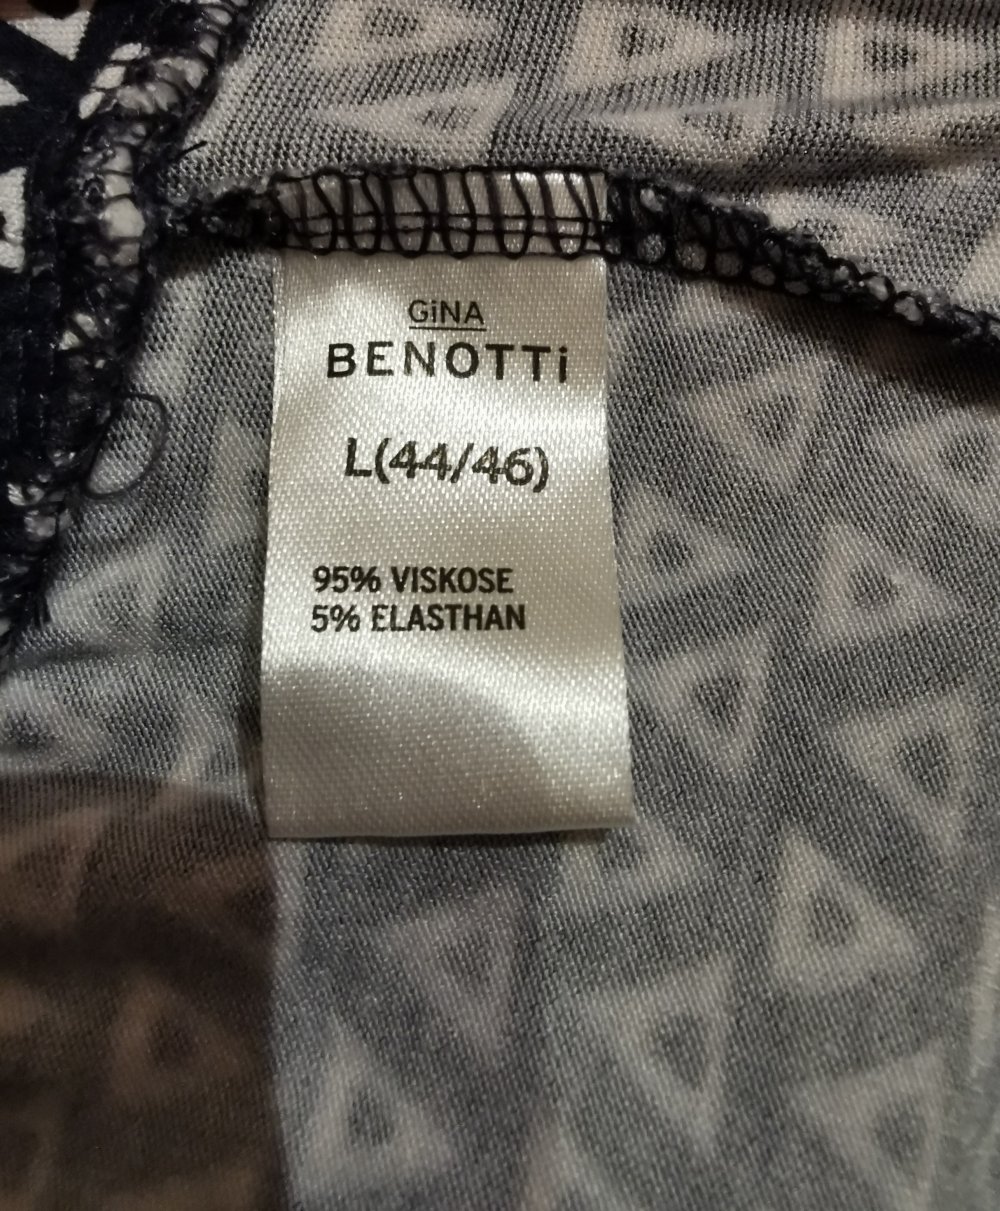 GiNA
BENOTTi
L(44/46)
95% VISKOSE
5% ELASTHAN